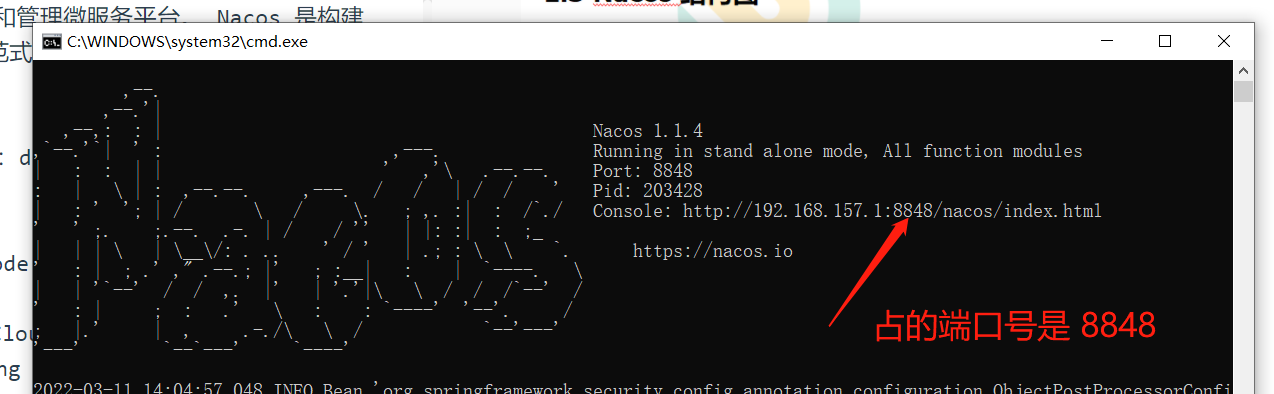 和管理微服务平台。 Nacos 是构建
范式
C:\WINDOWS\system32\cmd.exe
Nacos 1.1.4
Running in stand alone mode, All function modules
Port: 8848
Pid: 203428
Console: http://192.168.157.1:8848/nacos/index.html
https://nacos.io
占的端口号是 8848
2022-03-11 14:04:57.048 INFO Bean 'org.springframework.security.config.annotation.configuration.ObjectPostProcessorConfi